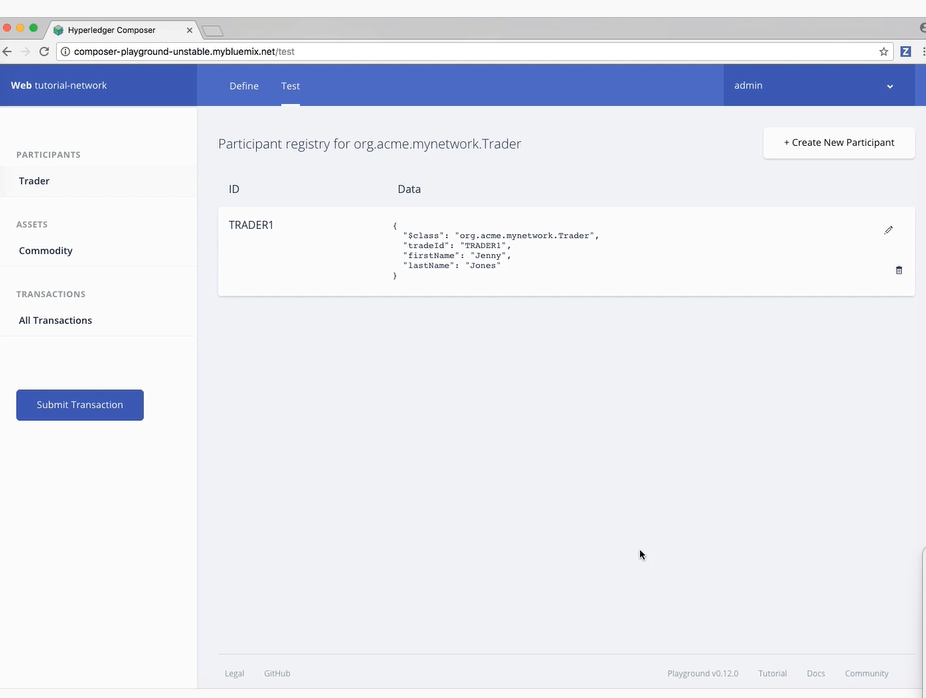 Hyperledger Composer
composer-playground-unstable.mybluemix.net/test
Web tutorial-network
Define Test
admin
PARTICIPANTS
Trader
ASSETS
Commodity
TRANSACTIONS
All Transactions
Submit Transaction
Participant registry for org.acme.mynetwork.Trader
+ Create New Participant
ID Data
TRADER1
{
"$class": "org.acme.mynetwork.Trader",
"tradeId": "TRADER1",
"firstName": "Jenny",
"lastName": "Jones"
}
Legal GitHub
Playground v0.12.0 Tutorial Docs Community